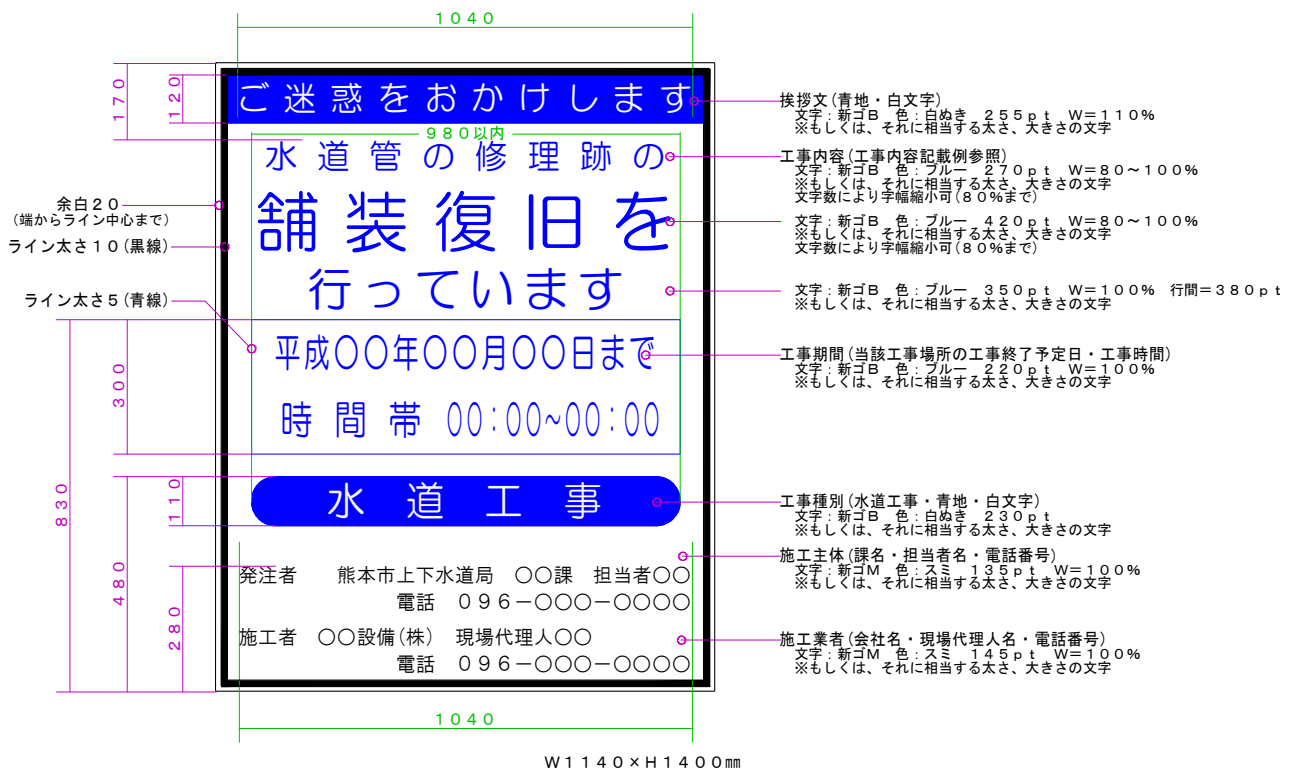 1040
170
120
ご迷惑をおかけします
挨拶文(青地・白文字)
文字:新ゴB 色:白ぬき 255pt W=110%
※もしくは、それに相当する太さ、大きさの文字
980以内
水道管の修理跡の
工事内容(工事内容記載例参照)
文字:新ゴB 色:ブルー 270pt W=80~100%
※もしくは、それに相当する太さ、大きさの文字
文字数により字幅縮小可(80%まで)
余白20
(端からライン中心まで)
舗装復旧を
文字:新ゴB 色:ブルー 420pt W=80~100%
※もしくは、それに相当する太さ、大きさの文字
文字数により字幅縮小可(80%まで)
ライン太さ10(黒線)
行っています
文字:新ゴB 色:ブルー 350pt W=100% 行間=380pt
※もしくは、それに相当する太さ、大きさの文字
ライン太さ5(青線)
平成〇〇年〇〇月〇〇日まで
工事期間(当該工事場所の工事終了予定日・工事時間)
文字:新ゴB 色:ブルー 220pt W=100%
※もしくは、それに相当する太さ、大きさの文字
300
時間帯 00:00~00:00
830
110
水道工事
工事種別(水道工事・青地・白文字)
文字:新ゴB 色:白ぬき 230pt
※もしくは、それに相当する太さ、大きさの文字
480
280
発注者 熊本市上下水道局 〇〇課 担当者〇〇
電話 096-〇〇〇-〇〇〇〇
施工主体(課名・担当者名・電話番号)
文字:新ゴM 色:スミ 135pt W=100%
※もしくは、それに相当する太さ、大きさの文字
施工者 〇〇設備(株) 現場代理人〇〇
電話 096-〇〇〇-〇〇〇〇
施工業者(会社名・現場代理人名・電話番号)
文字:新ゴM 色:スミ 145pt W=100%
※もしくは、それに相当する太さ、大きさの文字
1040
W1140×H1400㎜